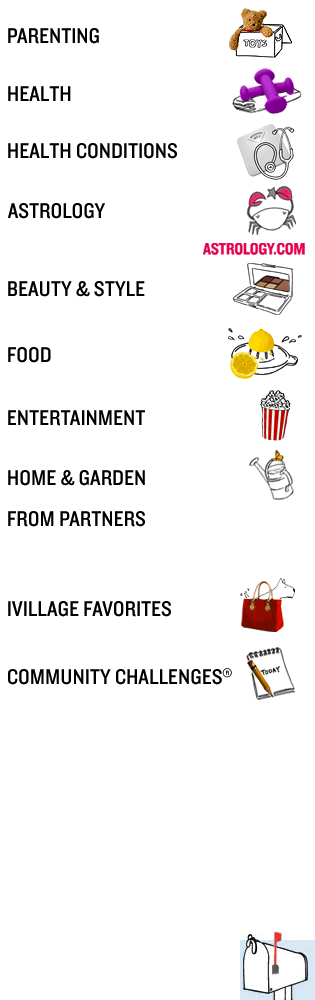 PARENTING
TOYS
HEALTH
HEALTH CONDITIONS
ASTROLOGY
ASTROLOGY.COM
BEAUTY & STYLE
FOOD
ENTERTAINMENT
HOME & GARDEN
FROM PARTNERS
IVILLAGE FAVORITES
COMMUNITY CHALLENGES®
TODAY